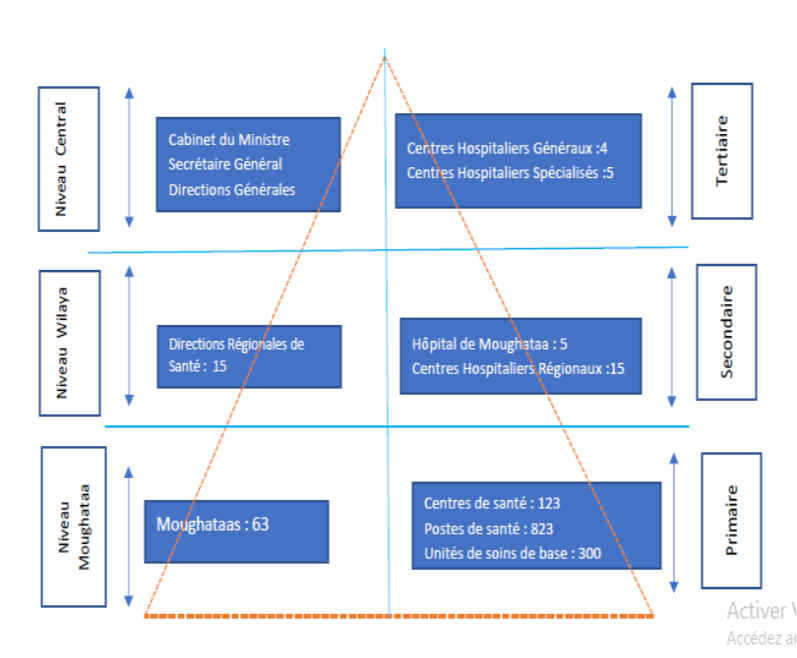 Niveau Central
Cabinet du Ministre
Secrétaire Général
Directions Générales
Centres Hospitaliers Généraux :4
Centres Hospitaliers Spécialisés :5
Tertiaire
Niveau Wilaya
Directions Régionales de
Santé : 15
Hôpital de Moughataa : 5
Centres Hospitaliers Régionaux :15
Secondaire
Niveau
Moughataa
Moughataas : 63
Centres de santé : 123
Postes de santé : 823
Unités de soins de base : 300
Primaire
Activer
Accédez